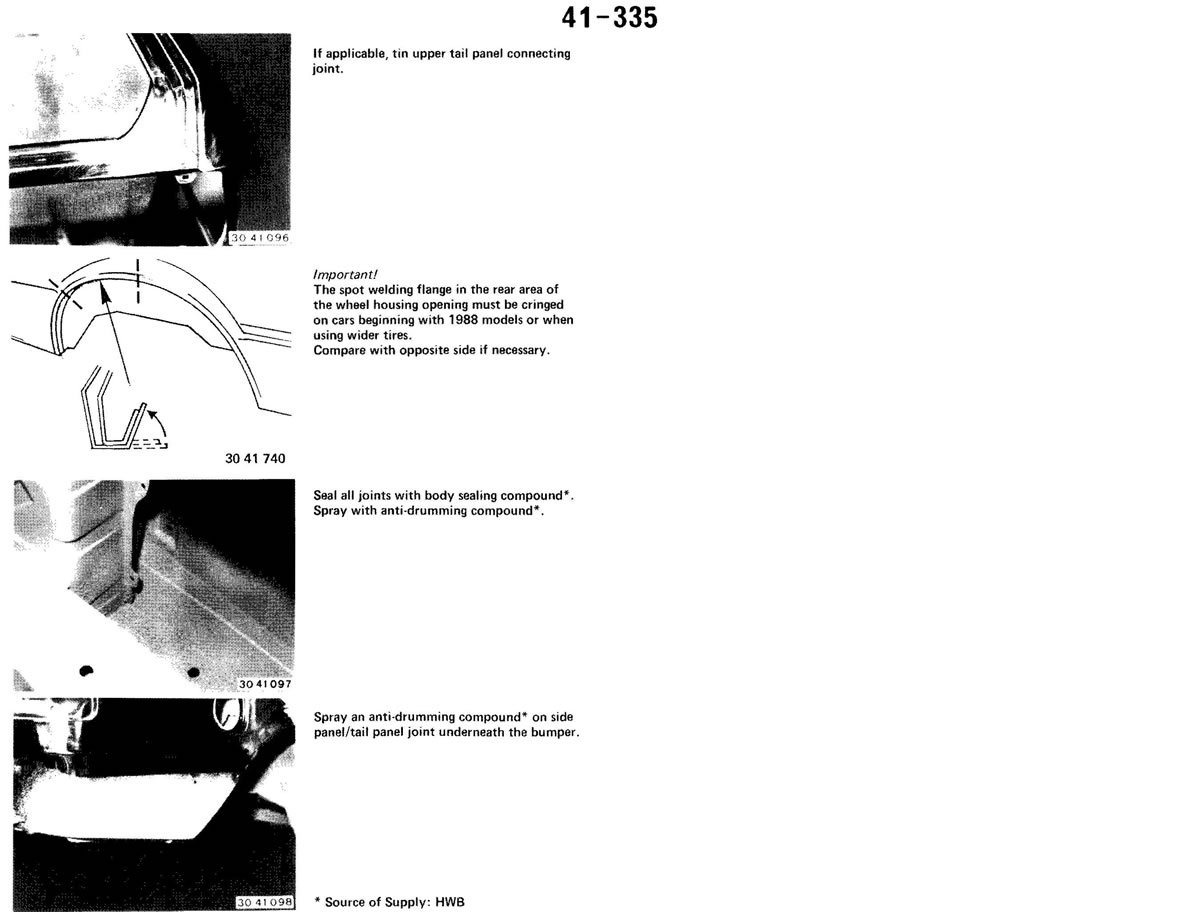 41-335
If applicable, tin upper tail panel connecting
joint.
30 41 096
Important!
The spot welding flange in the rear area of
the wheel housing opening must be cringed
on cars beginning with 1988 models or when
using wider tires.
Compare with opposite side if necessary.
30 41 740
Seal all joints with body sealing compound*.
Spray with anti-drumming compound*.
30 41 097
Spray an anti-drumming compound* on side
panel/tail panel joint underneath the bumper.
30 41 098
* Source of Supply: HWB